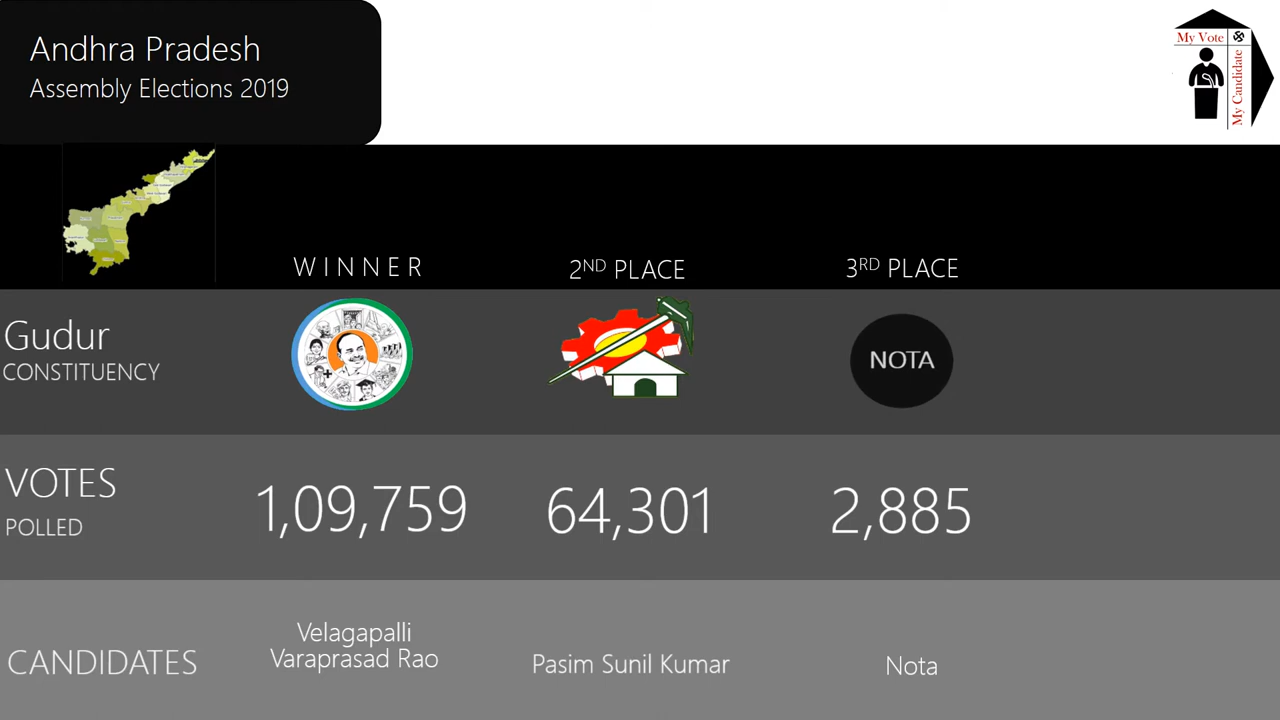 Andhra Pradesh
Assembly Elections 2019
My Vote
My Candidate
WINNER
2ND PLACE
3RD PLACE
Gudur
CONSTITUENCY
NOTA
VOTES
POLLED
1,09,759
64,301
2,885
CANDIDATES
Velagapalli
Varaprasad Rao
Pasim Sunil Kumar
Nota